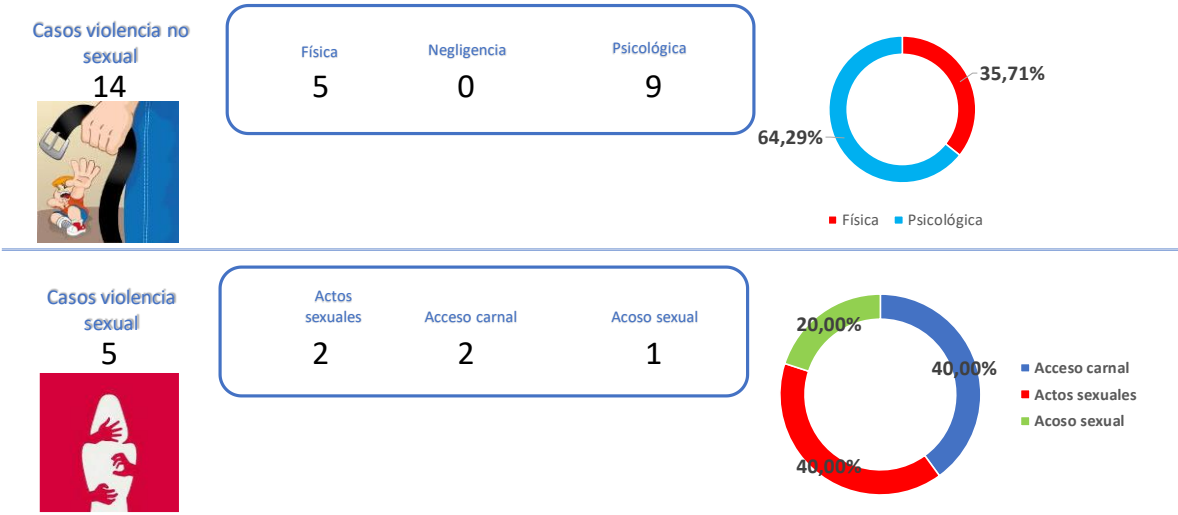 Casos violencia no
sexual
14
Física
Negligencia
Psicológica
5
0
9
35,71%
64,29%
Física
Psicológica
Casos violencia
sexual
5
Actos
sexuales
Acceso carnal
Acoso sexual
2
2
1
20,00%
40,00%
40,00%
Acceso carnal
Actos sexuales
Acoso sexual